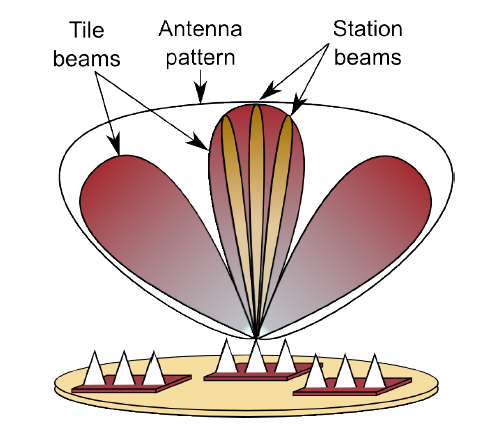 Tile
beams
Antenna
pattern
Station
beams